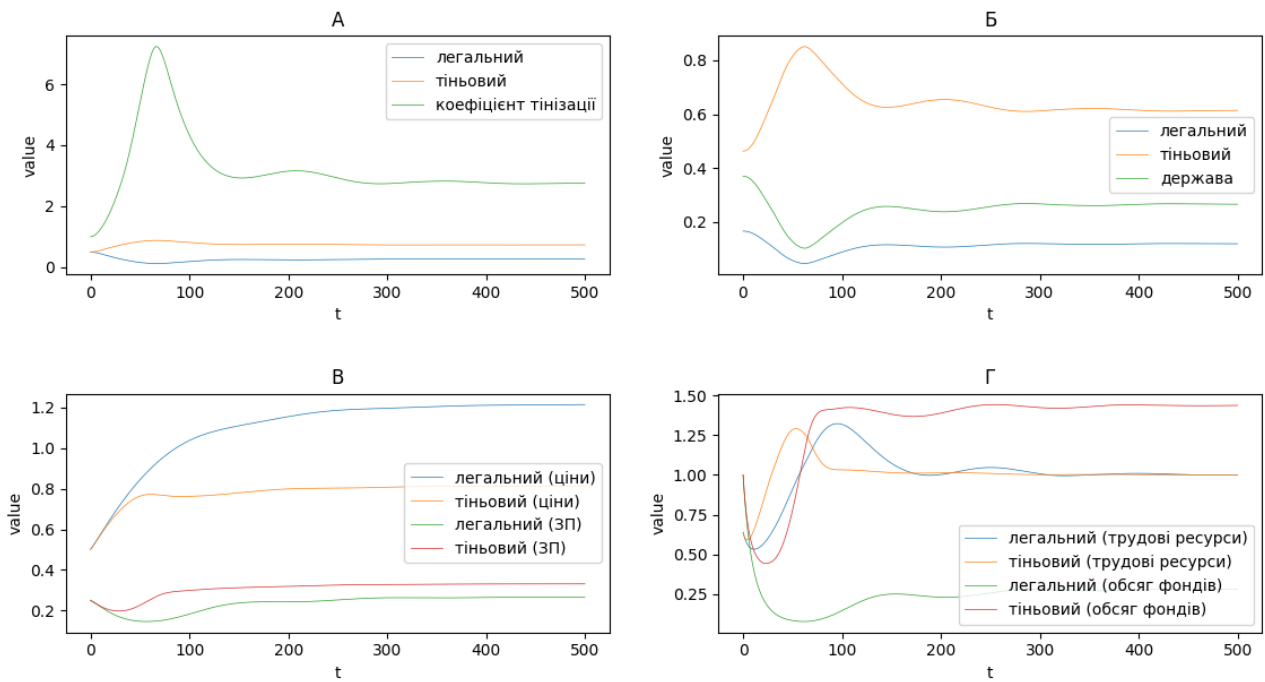 А
value
6
4
2
0
легальний
тіньовий
коефіцієнт тінізації
0 100 200 300 400 500
t
Б
value
0.8
0.6
0.4
0.2
легальний
тіньовий
держава
0 100 200 300 400 500
t
В
value
1.2
1.0
0.8
0.6
0.4
0.2
легальний (ціни)
тіньовий (ціни)
легальний (ЗП)
тіньовий (ЗП)
0 100 200 300 400 500
t
Г
value
1.50
1.25
1.00
0.75
0.50
0.25
легальний (трудові ресурси)
тіньовий (трудові ресурси)
легальний (обсяг фондів)
тіньовий (обсяг фондів)
0 100 200 300 400 500
t